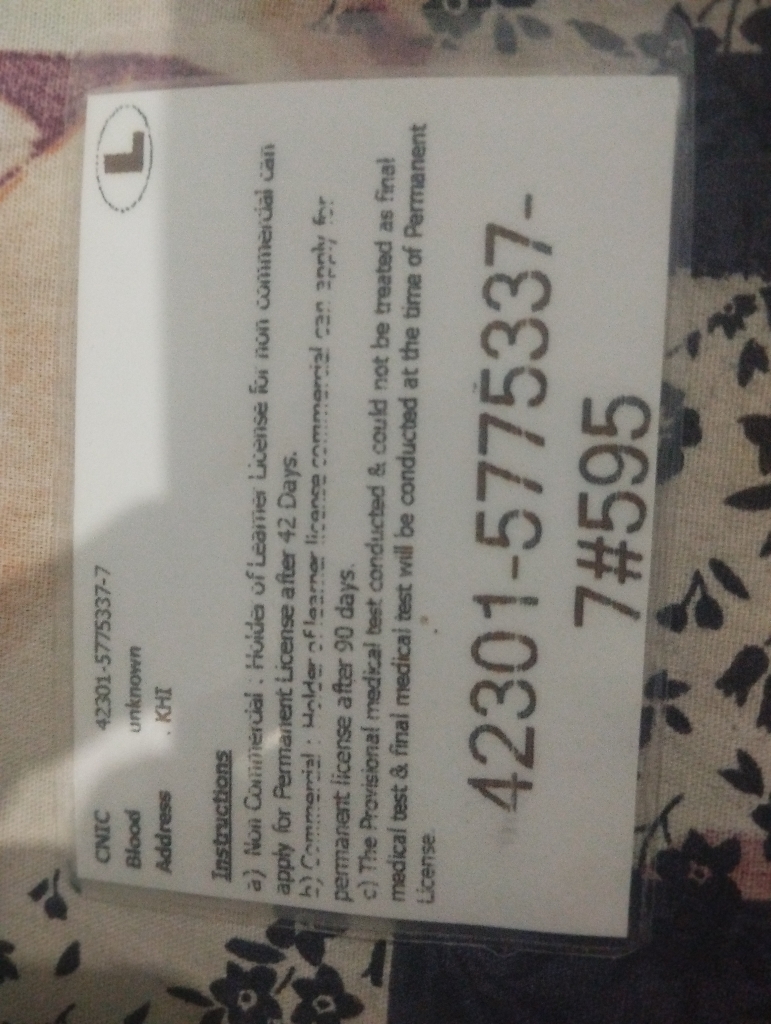 L
CNIC 42301-5775337-7
Blood unknown
Address . KHI
Instructions
a) Non Commercial : Holder of Learner License for non commercial can
apply for Permanent License after 42 Days.
b) Commercial : Holder of learner license commercial can apply for
permanent license after 90 days.
c) The Provisional medical test conducted & could not be treated as final
medical test & final medical test will be conducted at the time of Permanent
License.
42301-5775337-
7#595